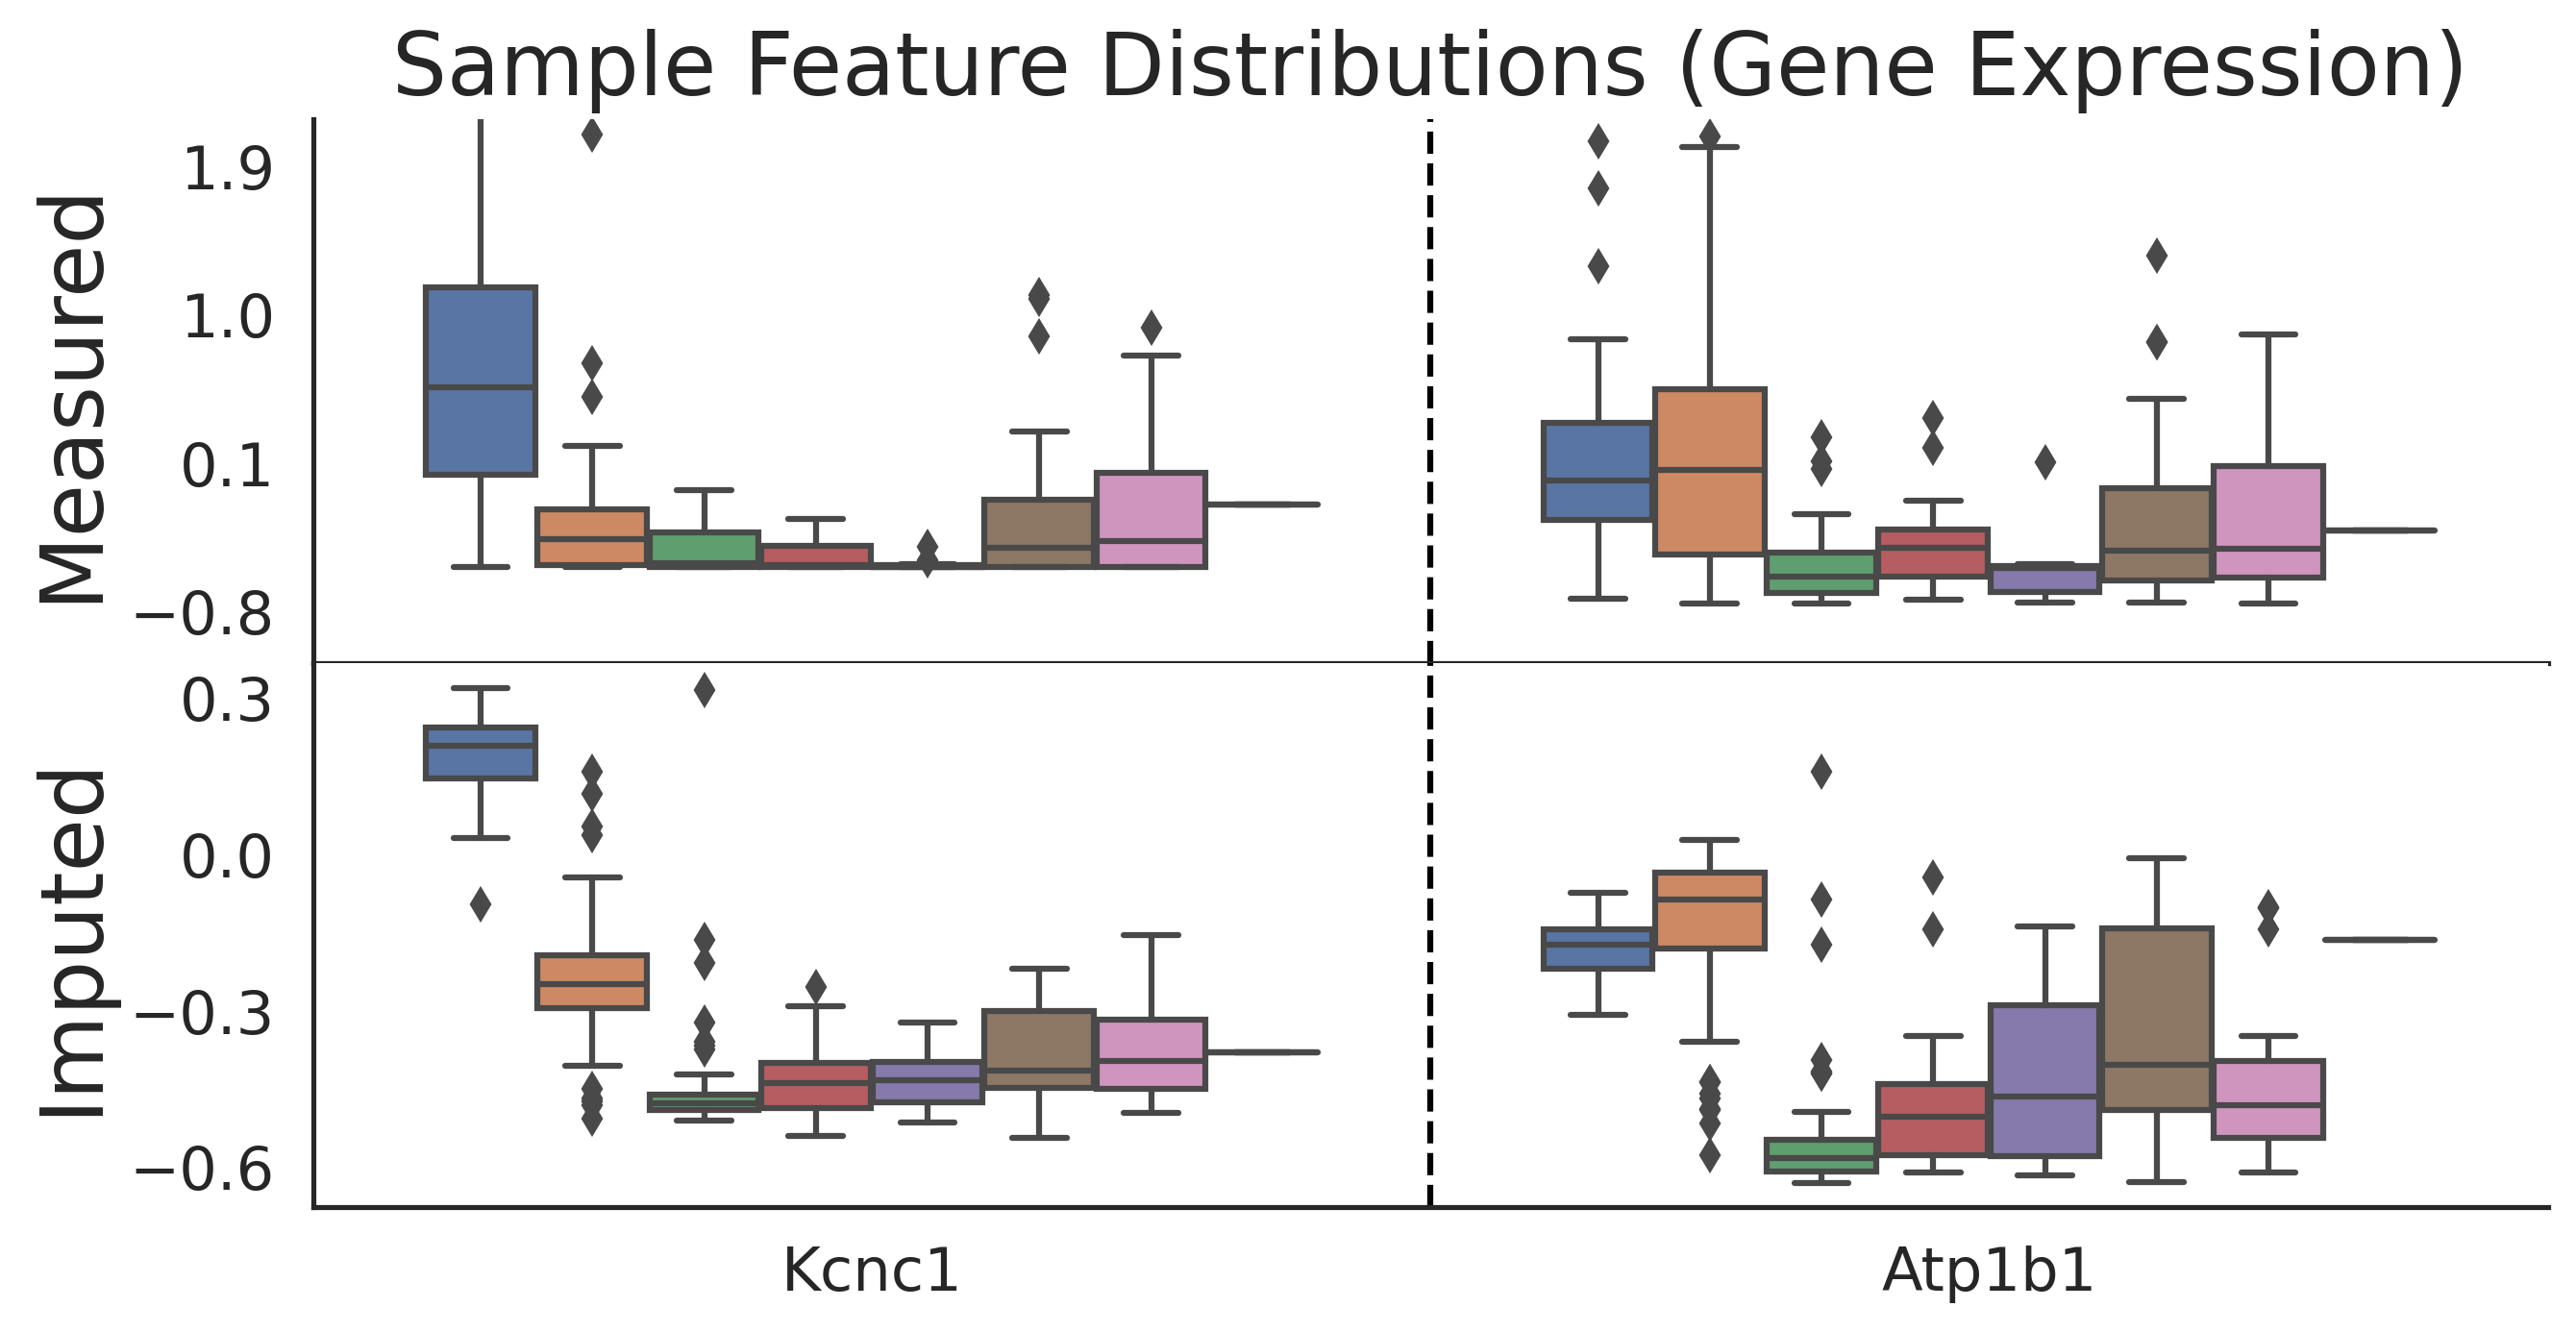 Sample Feature Distributions (Gene Expression)
Measured
1.9
1.0
0.1
−0.8
Imputed
0.3
0.0
−0.3
−0.6
Kcnc1
Atp1b1